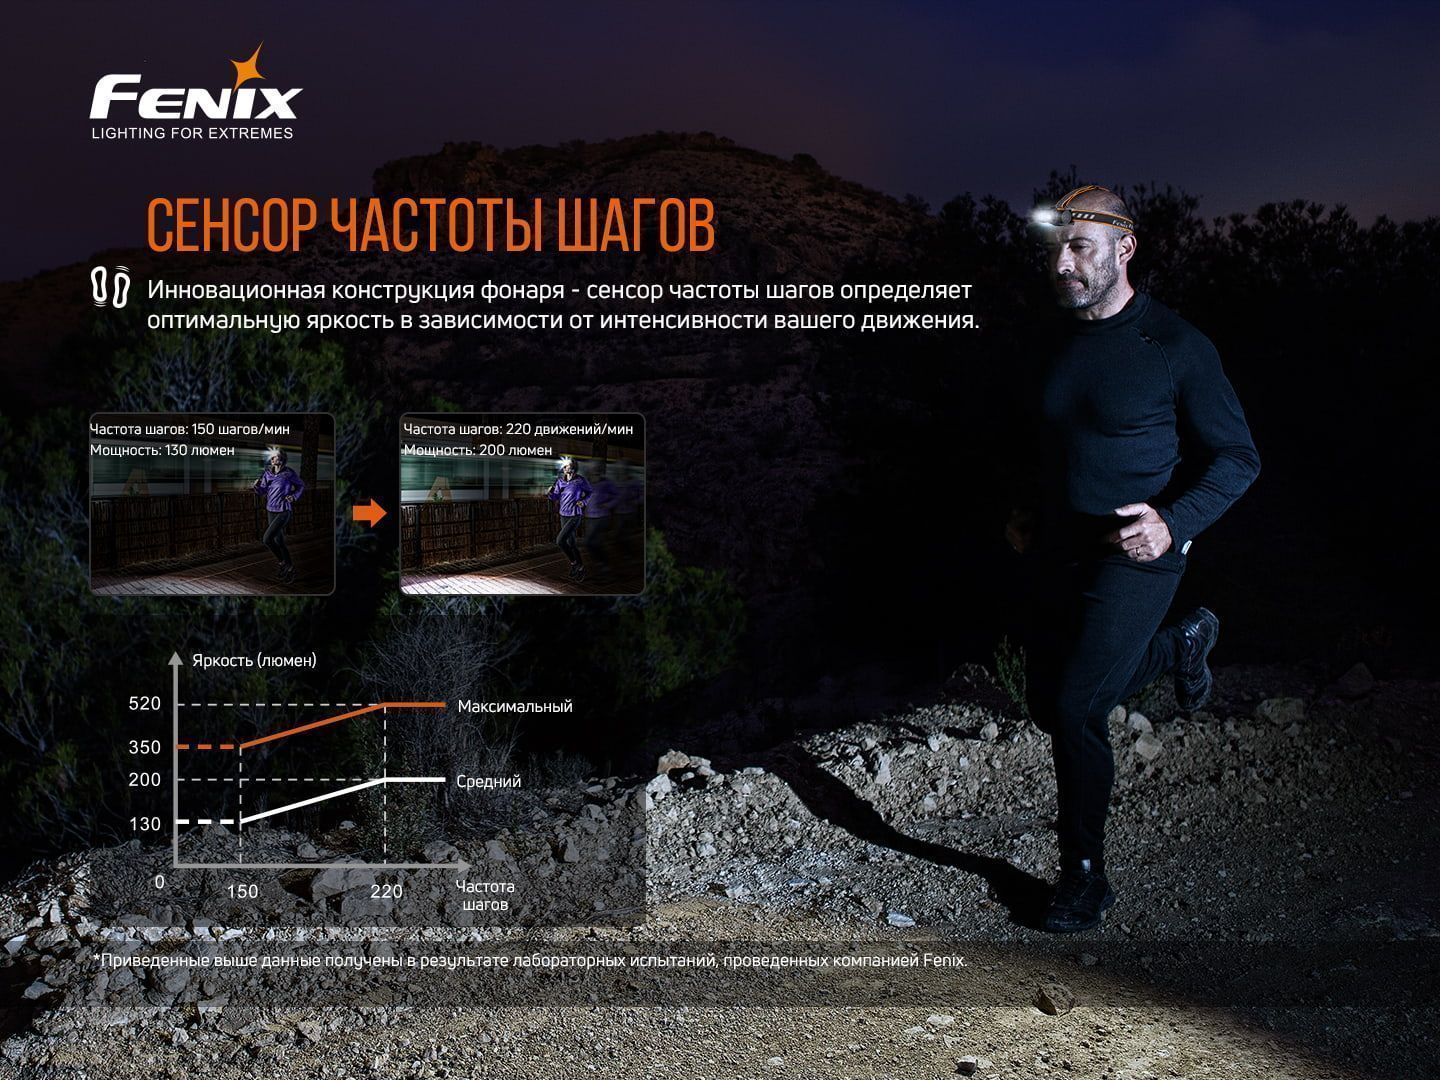 FENIX
LIGHTING FOR EXTREMES
СЕНСОР ЧАСТОТЫ ШАГОВ
Инновационная конструкция фонаря - сенсор частоты шагов определяет
оптимальную яркость в зависимости от интенсивности вашего движения.
Частота шагов: 150 шагов/мин
Мощность: 130 люмен
Частота шагов: 220 движений/мин
Мощность: 200 люмен
Яркость (люмен)
520
Максимальный
350
200
Средний
130
0
150
220
Частота
шагов
*Приведенные выше данные получены в результате лабораторных испытаний, проведенных компанией Fenix.